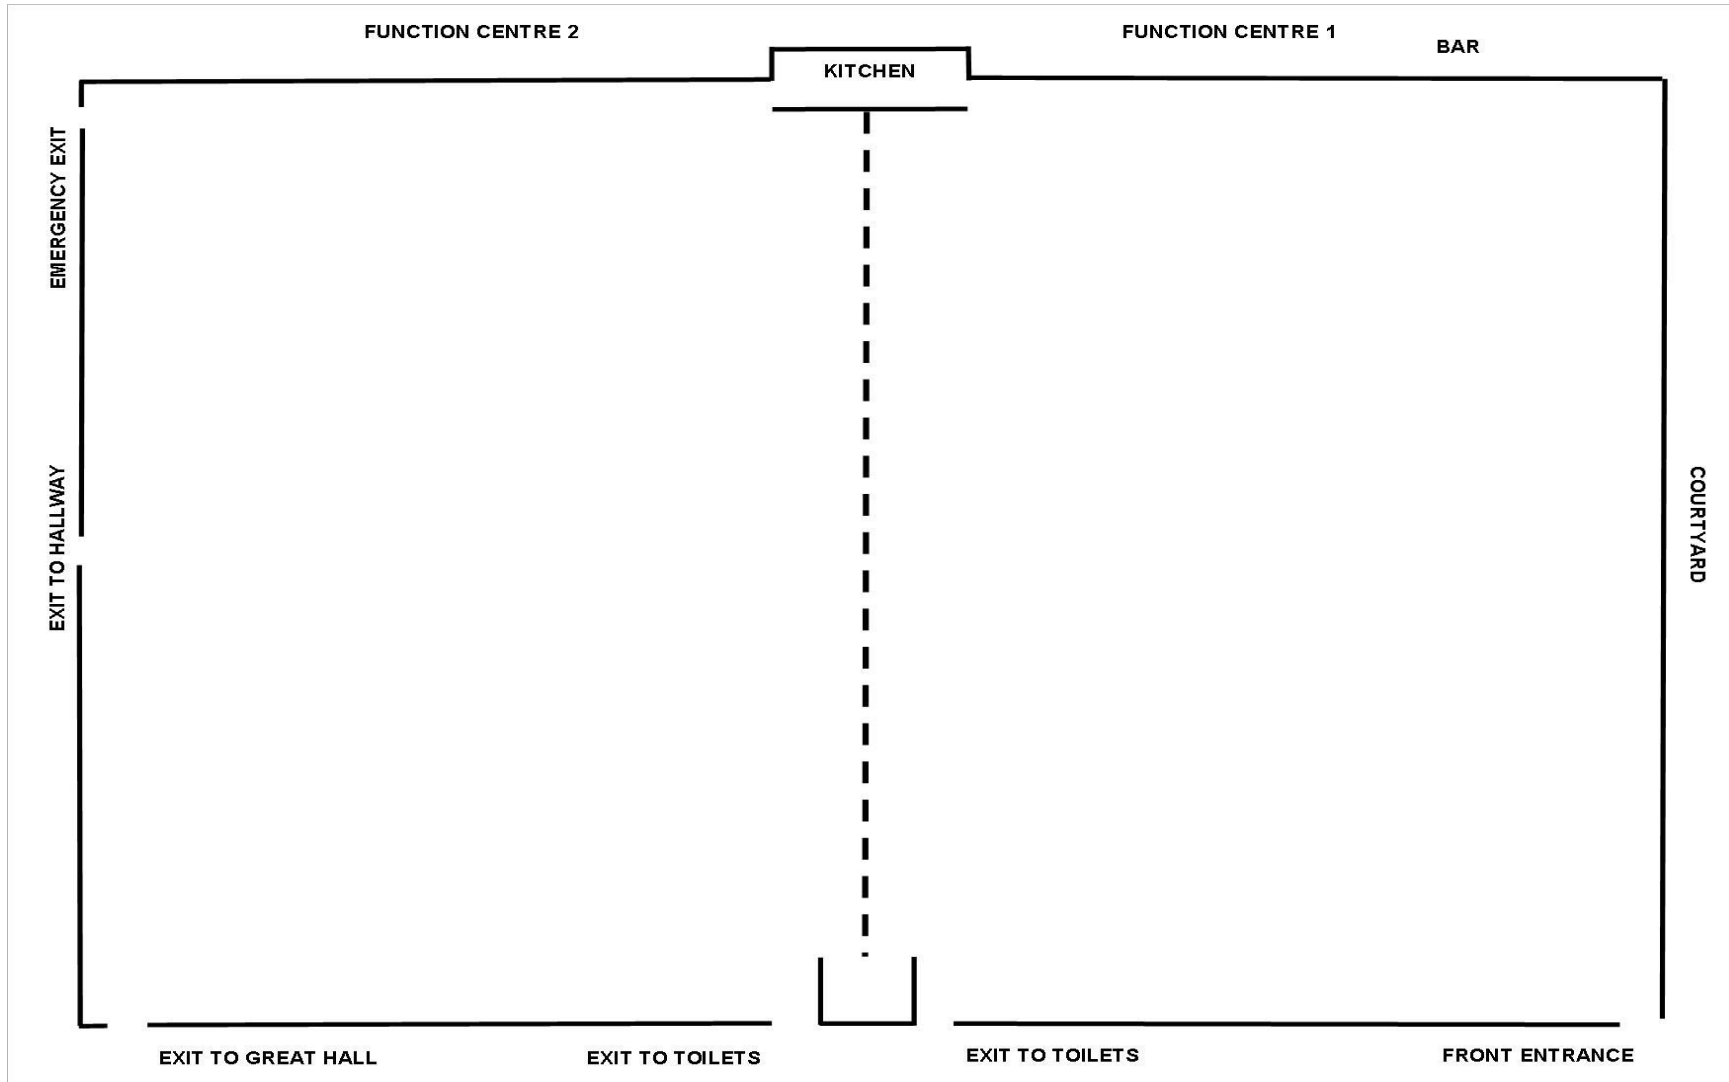 FUNCTION CENTRE 2
FUNCTION CENTRE 1
BAR
KITCHEN
EMERGENCY EXIT
EXIT TO HALLWAY
COURTYARD
EXIT TO GREAT HALL
EXIT TO TOILETS
EXIT TO TOILETS
FRONT ENTRANCE